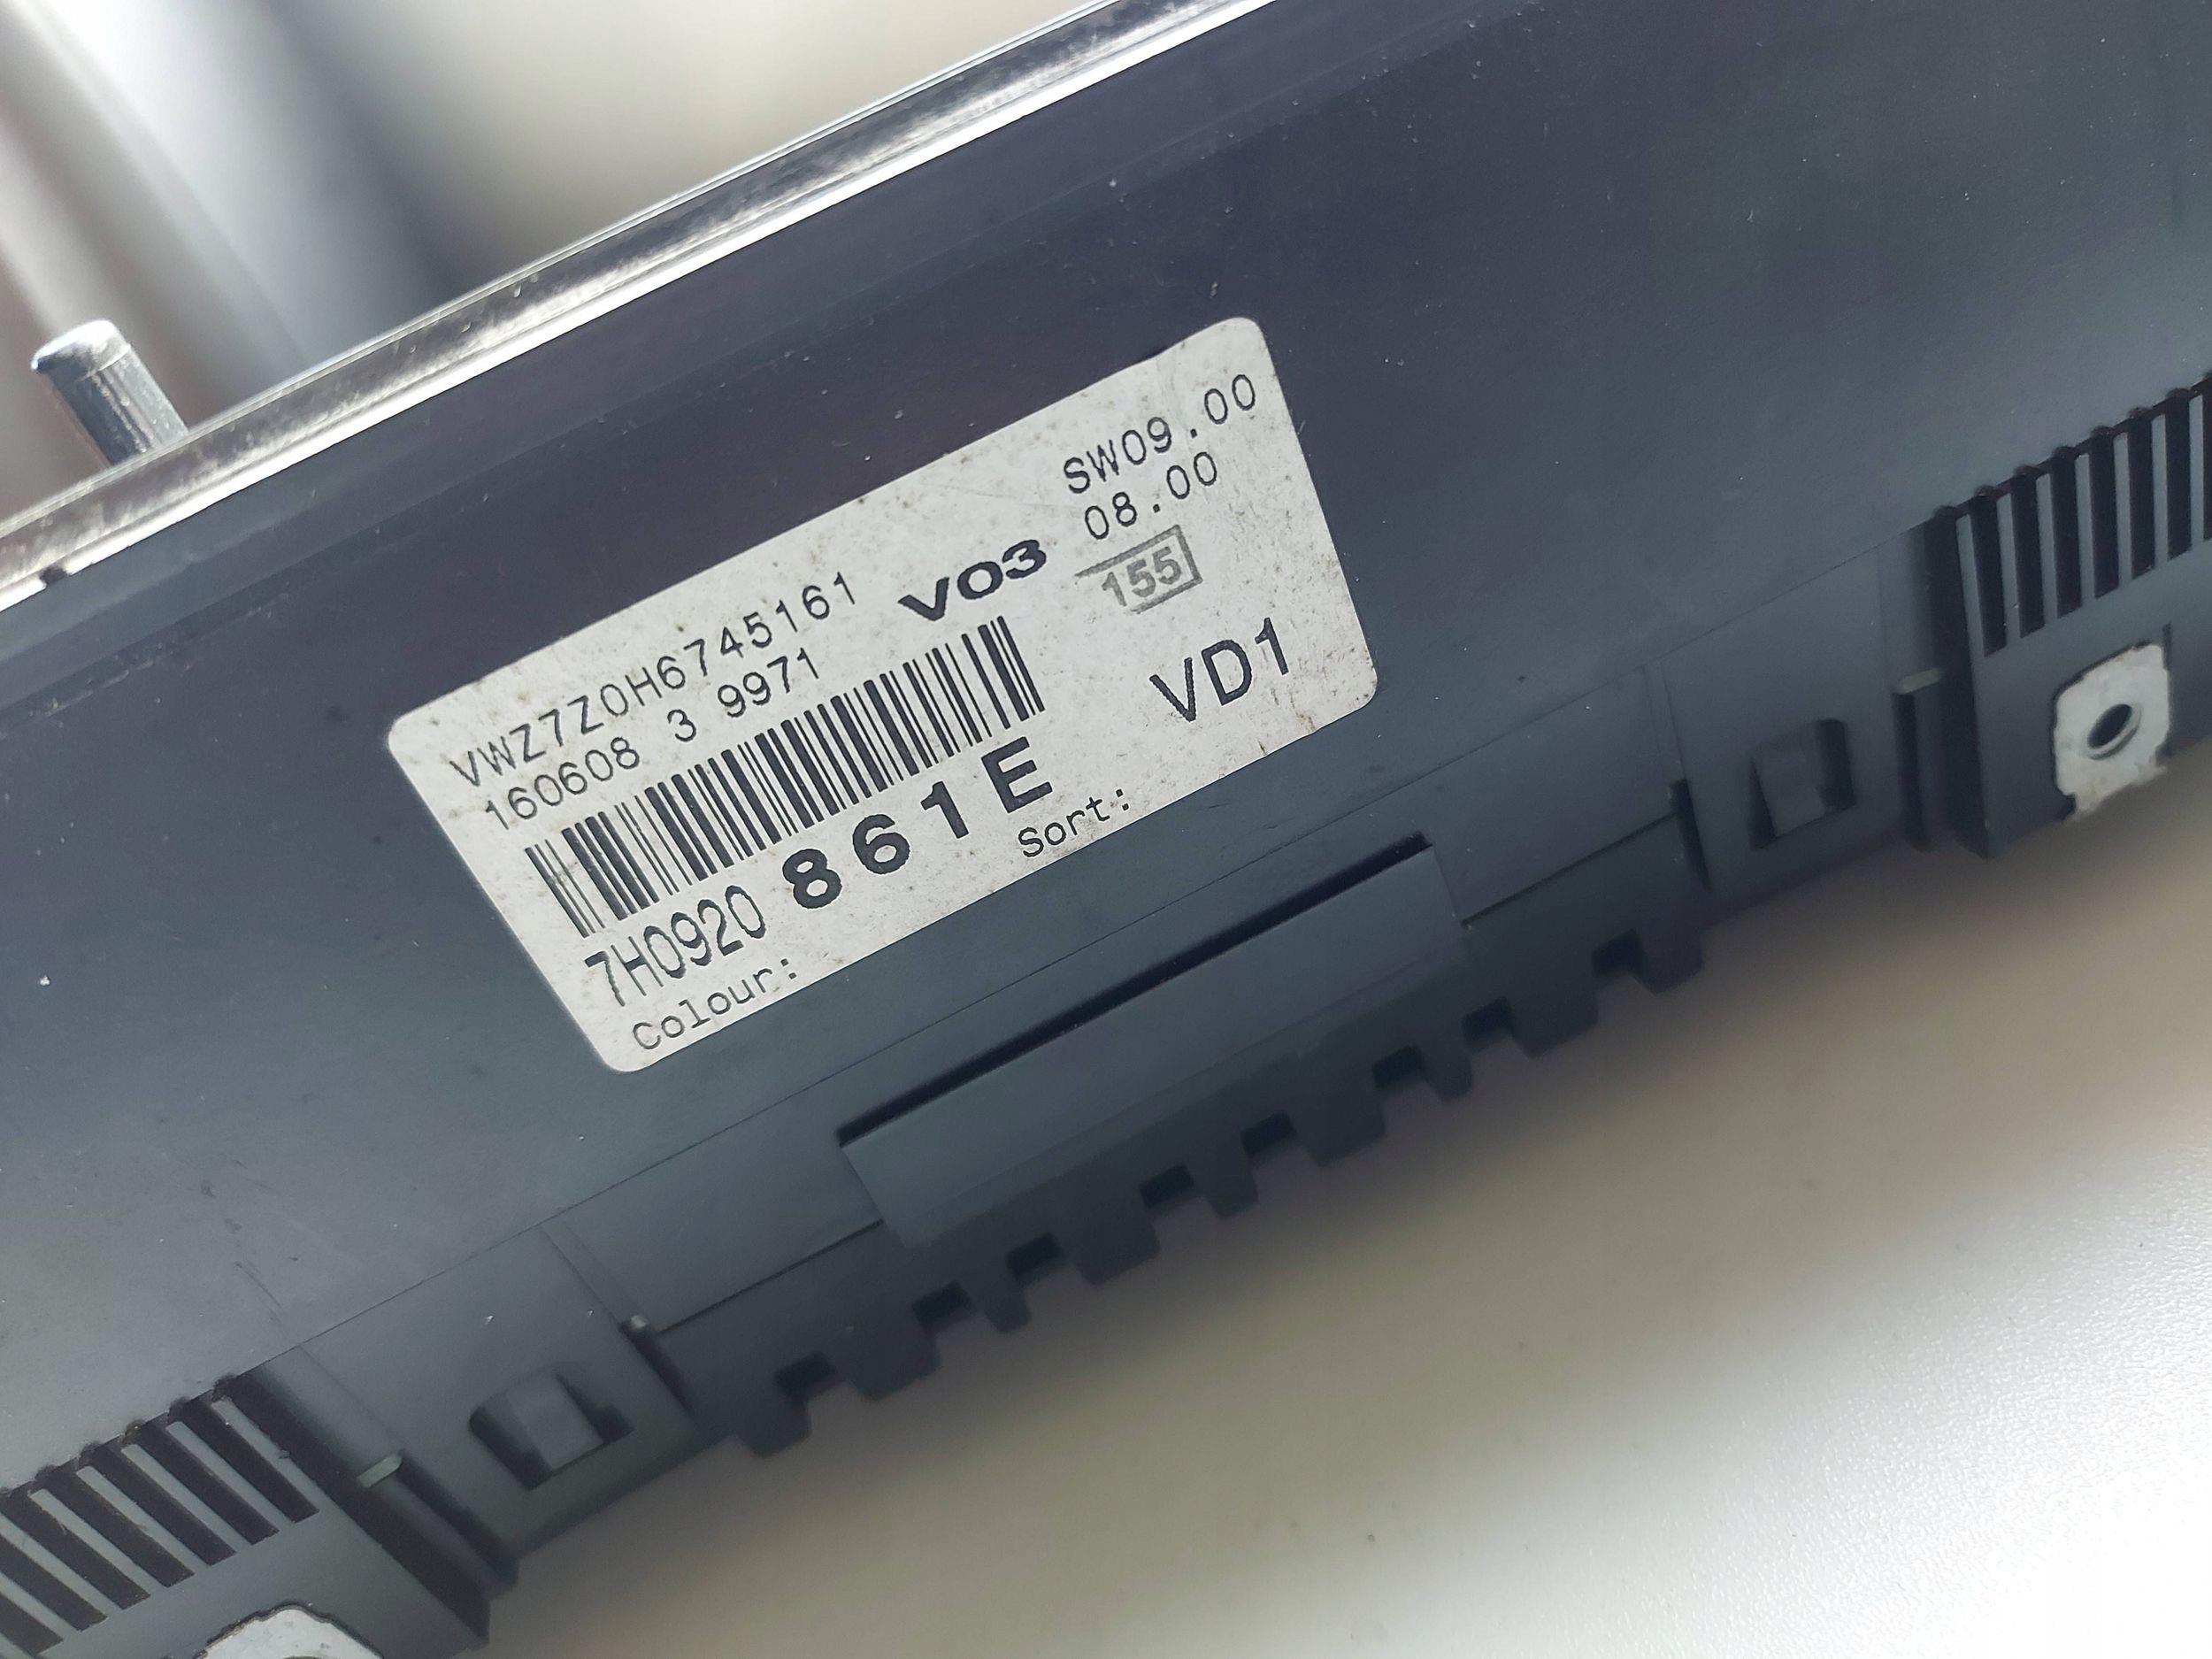 VWZ7Z0H6745161 V03 SW09.00
160608 3 9971 08.00
155
VD1
7H0920 861E
Colour: Sort: